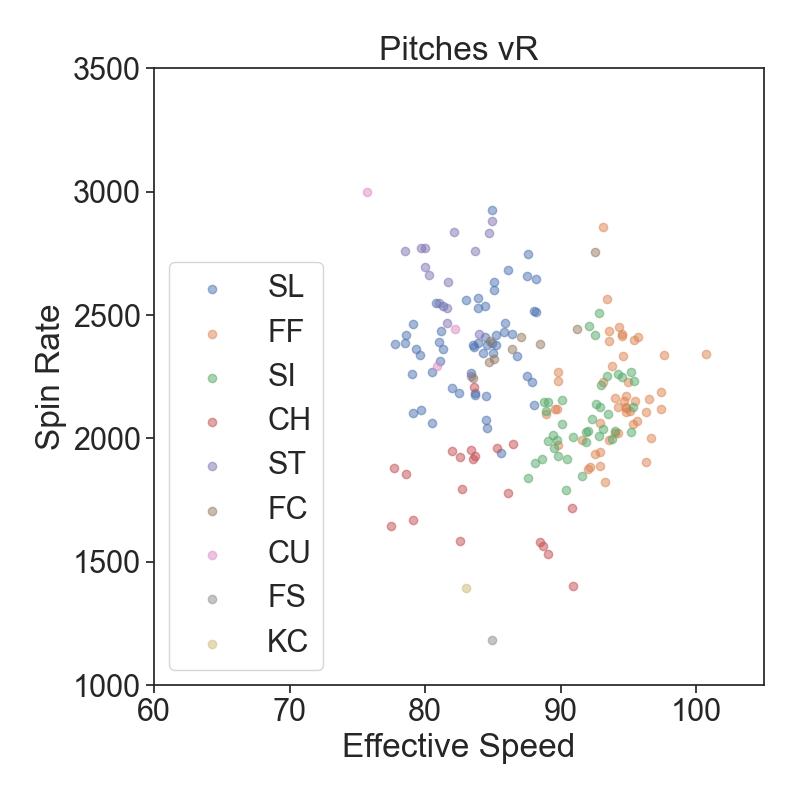 Pitches vR
3500
3000
2500
2000
1500
1000
Spin Rate
SL
FF
SI
CH
ST
FC
CU
FS
KC
60 70 80 90 100
Effective Speed